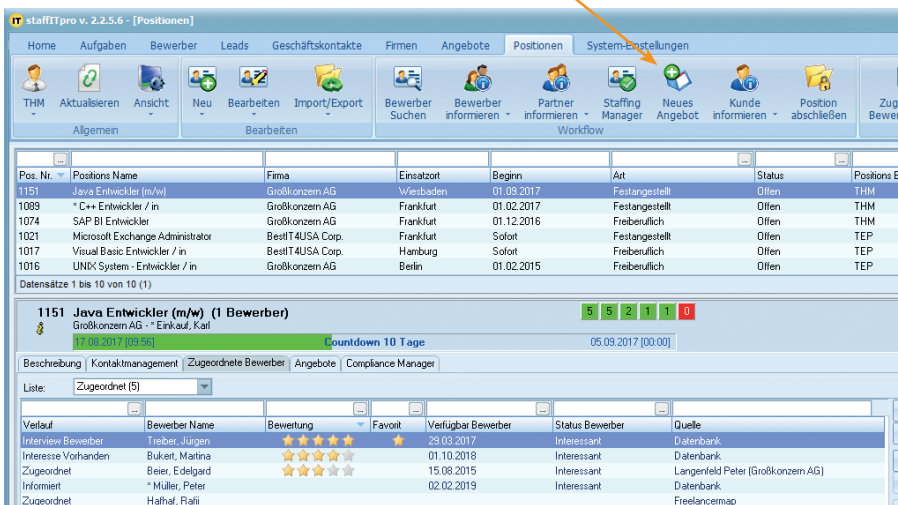 staffITpro v. 2.2.5.6 - [Positionen]
Home Aufgaben Bewerber Leads Geschäftskontakte Firmen Angebote Positionen System-Einstellungen
THM Aktualisieren Ansicht Neu Bearbeiten Import/Export Bewerber Suchen Bewerber informieren Partner informieren Staffing Manager Neues Angebot Kunde informieren Position abschließen
Allgemein Bearbeiten Workflow
Pos. Nr. Positions Name Firma Einsatzort Beginn Art Status Positions
1151 Java Entwickler (m/w) Großkonzern AG Wiesbaden 01.09.2017 Festangestellt Offen THM
1089 * C++ Entwickler / in Großkonzern AG Frankfurt 01.02.2017 Festangestellt Offen THM
1074 SAP BI Entwickler Großkonzern AG Frankfurt 01.12.2016 Freiberuflich Offen THM
1021 Microsoft Exchange Administrator BestIT4USA Corp. Frankfurt Sofort Festangestellt Offen TEP
1017 Visual Basic Entwickler / in BestIT4USA Corp. Hamburg Sofort Freiberuflich Offen TEP
1016 UNIX System - Entwickler / in Großkonzern AG Berlin 01.02.2015 Freiberuflich Offen TEP
Datensätze 1 bis 10 von 10 (1)
1151 Java Entwickler (m/w) (1 Bewerber) 5 5 2 1 1 0
Großkonzern AG - * Einkauf, Karl
17.08.2017 [09:56] Countdown 10 Tage 05.09.2017 [00:00]
Beschreibung Kontaktmanagement Zugeordnete Bewerber Angebote Compliance Manager
Liste: Zugeordnet (5)
Verlauf Bewerber Name Bewertung Favorit Verfügbar Bewerber Status Bewerber Quelle
Interview Bewerber Treiber, Jürgen 29.03.2017 Interessant Datenbank
Interesse Vorhanden Bukert, Martina 01.10.2018 Interessant Datenbank
Zugeordnet Beier, Edelgard 15.08.2015 Interessant Langenfeld Peter (Großkonzern AG)
Informiert * Müller, Peter 02.02.2019 Interessant Datenbank
Zugeordnet Hafhaf, Rafii Freelancermap